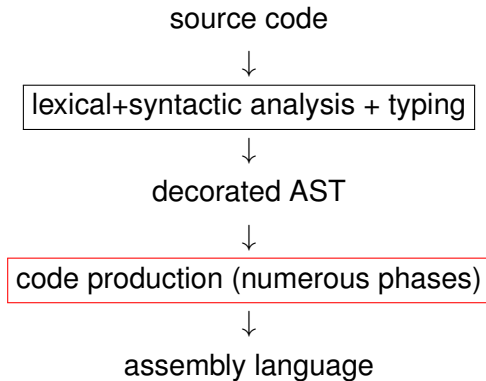 source code
↓
lexical+syntactic analysis + typing
↓
decorated AST
↓
code production (numerous phases)
↓
assembly language